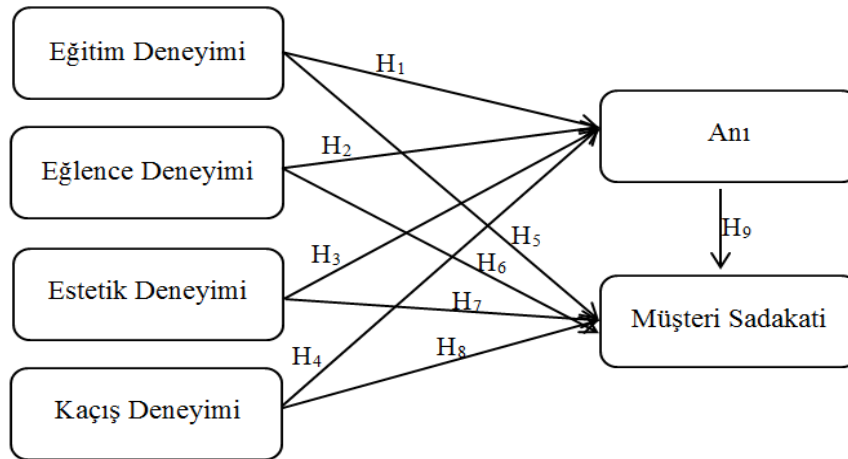 Eğitim Deneyimi
H₁
Anı
H₂
Eğlence Deneyimi
H₃
H₅
H₉
H₆
Estetik Deneyimi
H₇
Müşteri Sadakati
H₄
H₈
Kaçış Deneyimi